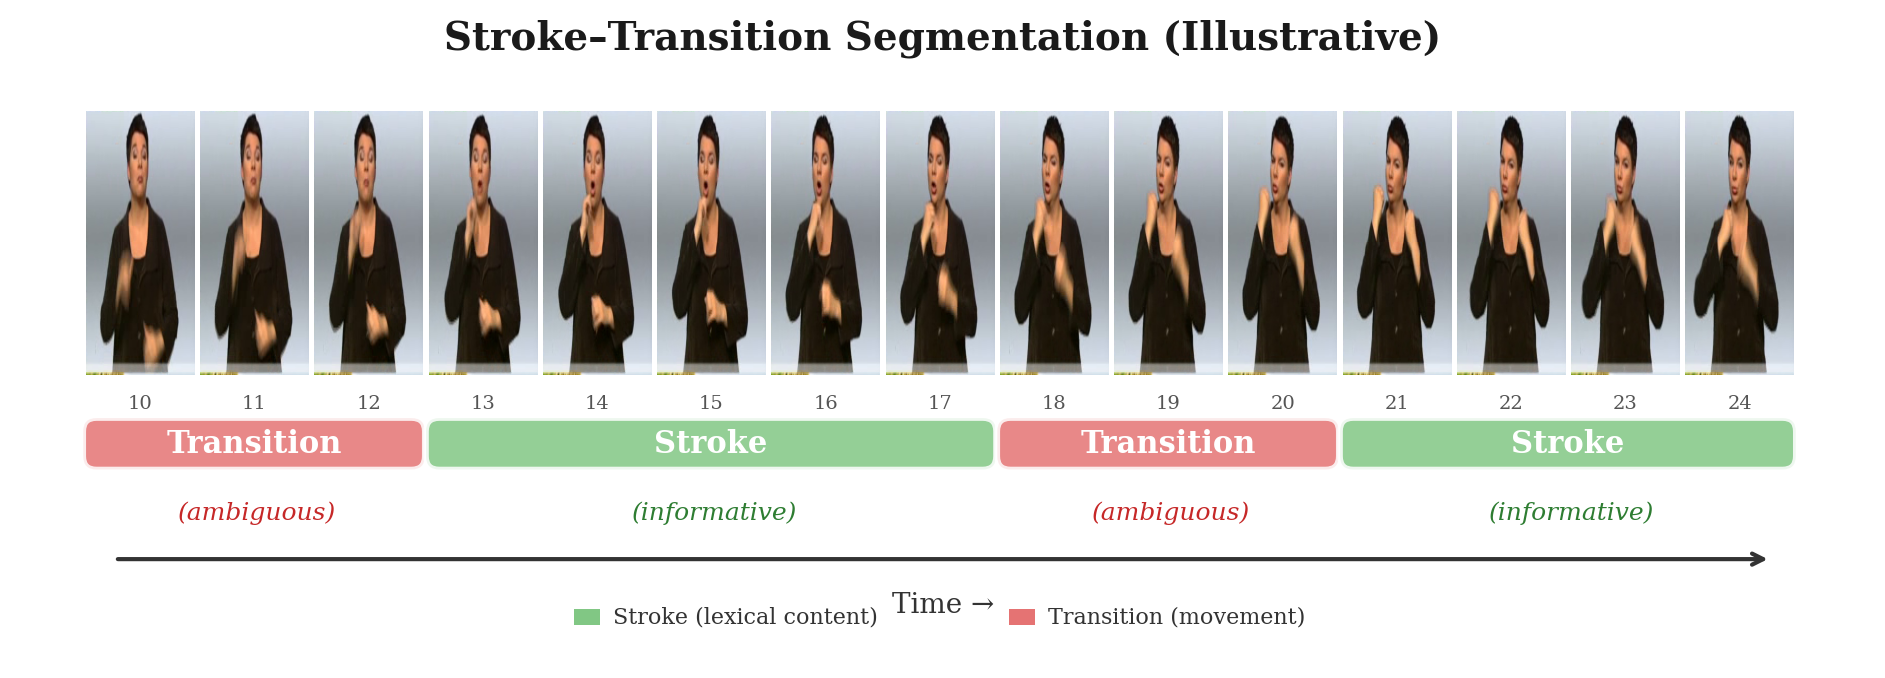 Stroke–Transition Segmentation (Illustrative)
10 11 12 13 14 15 16 17 18 19 20 21 22 23 24
Transition Stroke Transition Stroke
(ambiguous) (informative) (ambiguous) (informative)
Time →
Stroke (lexical content) Transition (movement)